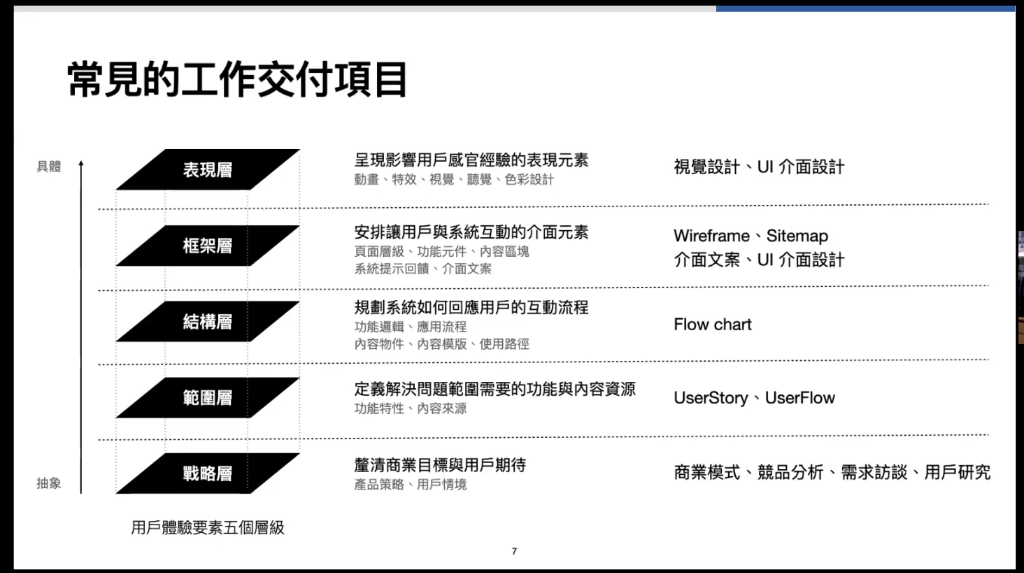 常見的工作交付項目
具體
表現層
呈現影響用戶感官經驗的表現元素
動畫、特效、視覺、聽覺、色彩設計
視覺設計、UI 介面設計
框架層
安排讓用戶與系統互動的介面元素
頁面層級、功能元件、內容區塊
系統提示回饋、介面文案
Wireframe、Sitemap
介面文案、UI 介面設計
結構層
規劃系統如何回應用戶的互動流程
功能邏輯、應用流程
內容物件、內容模版、使用路徑
Flow chart
範圍層
定義解決問題範圍需要的功能與內容資源
功能特性、內容來源
UserStory、UserFlow
抽象
戰略層
釐清商業目標與用戶期待
產品策略、用戶情境
商業模式、競品分析、需求訪談、用戶研究
用戶體驗要素五個層級
7